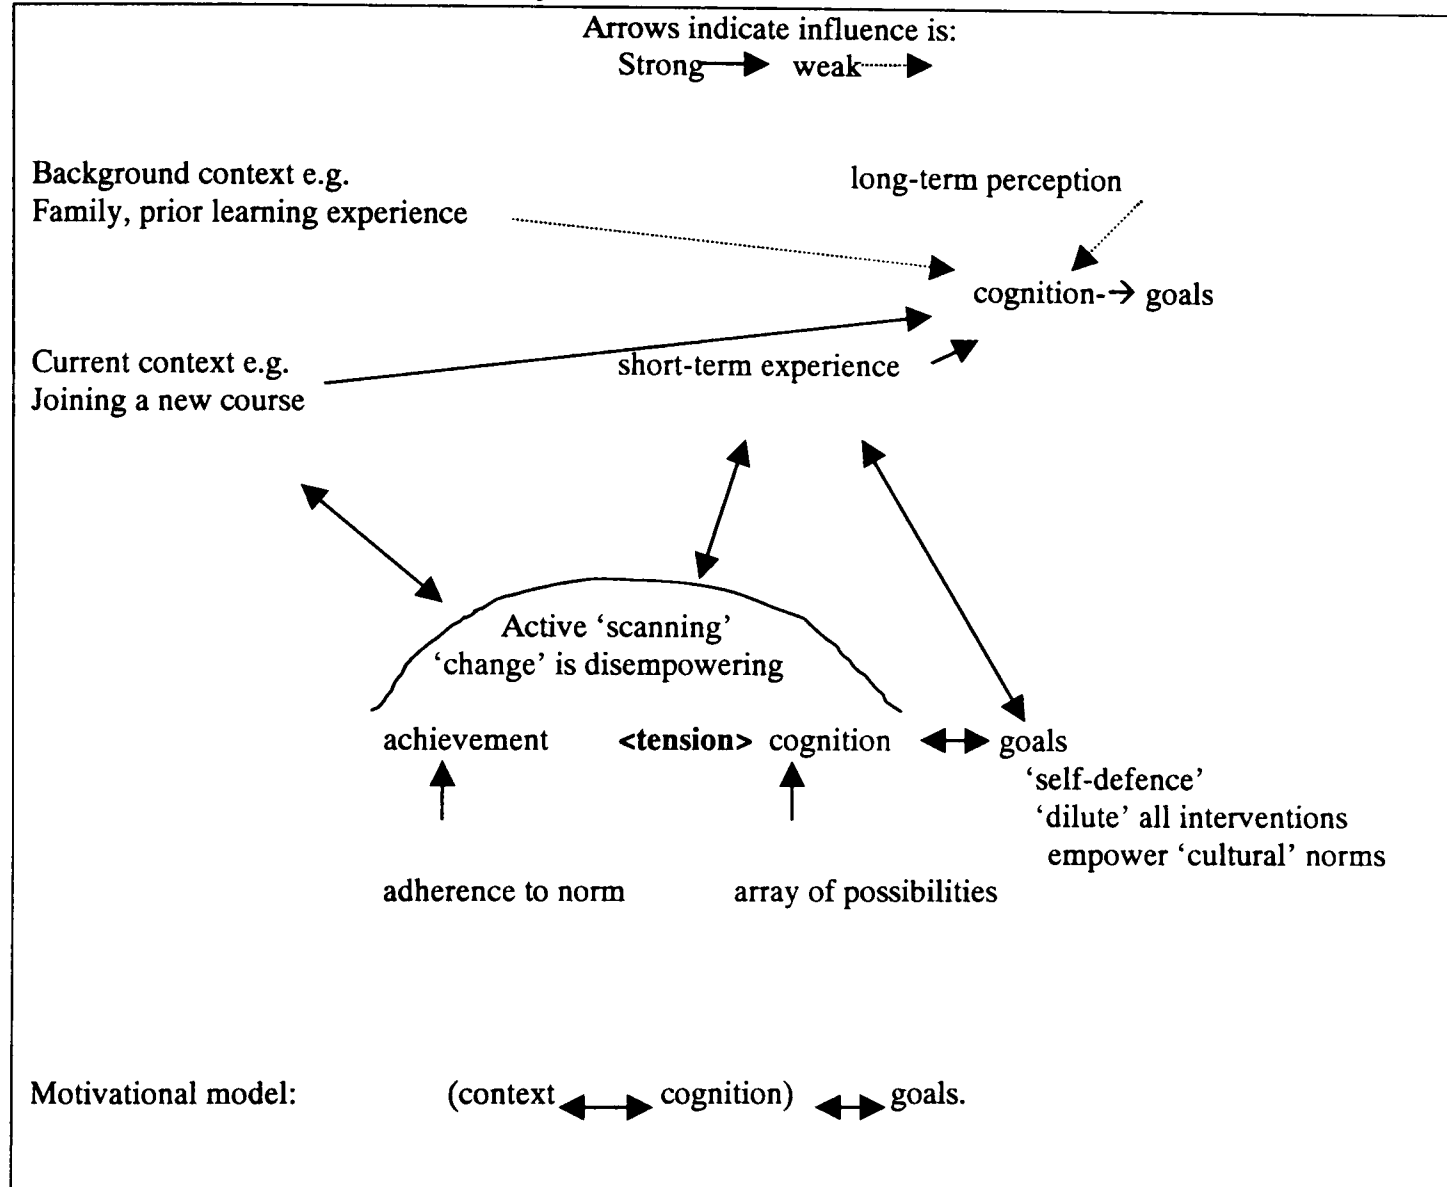 Arrows indicate influence is:
Strong weak
Background context e.g.
Family, prior learning experience
long-term perception
cognition-→ goals
Current context e.g.
Joining a new course
short-term experience
Active ‘scanning’
‘change’ is disempowering
achievement <tension> cognition goals
‘self-defence’
‘dilute’ all interventions
empower ‘cultural’ norms
adherence to norm array of possibilities
Motivational model: (context cognition) goals.